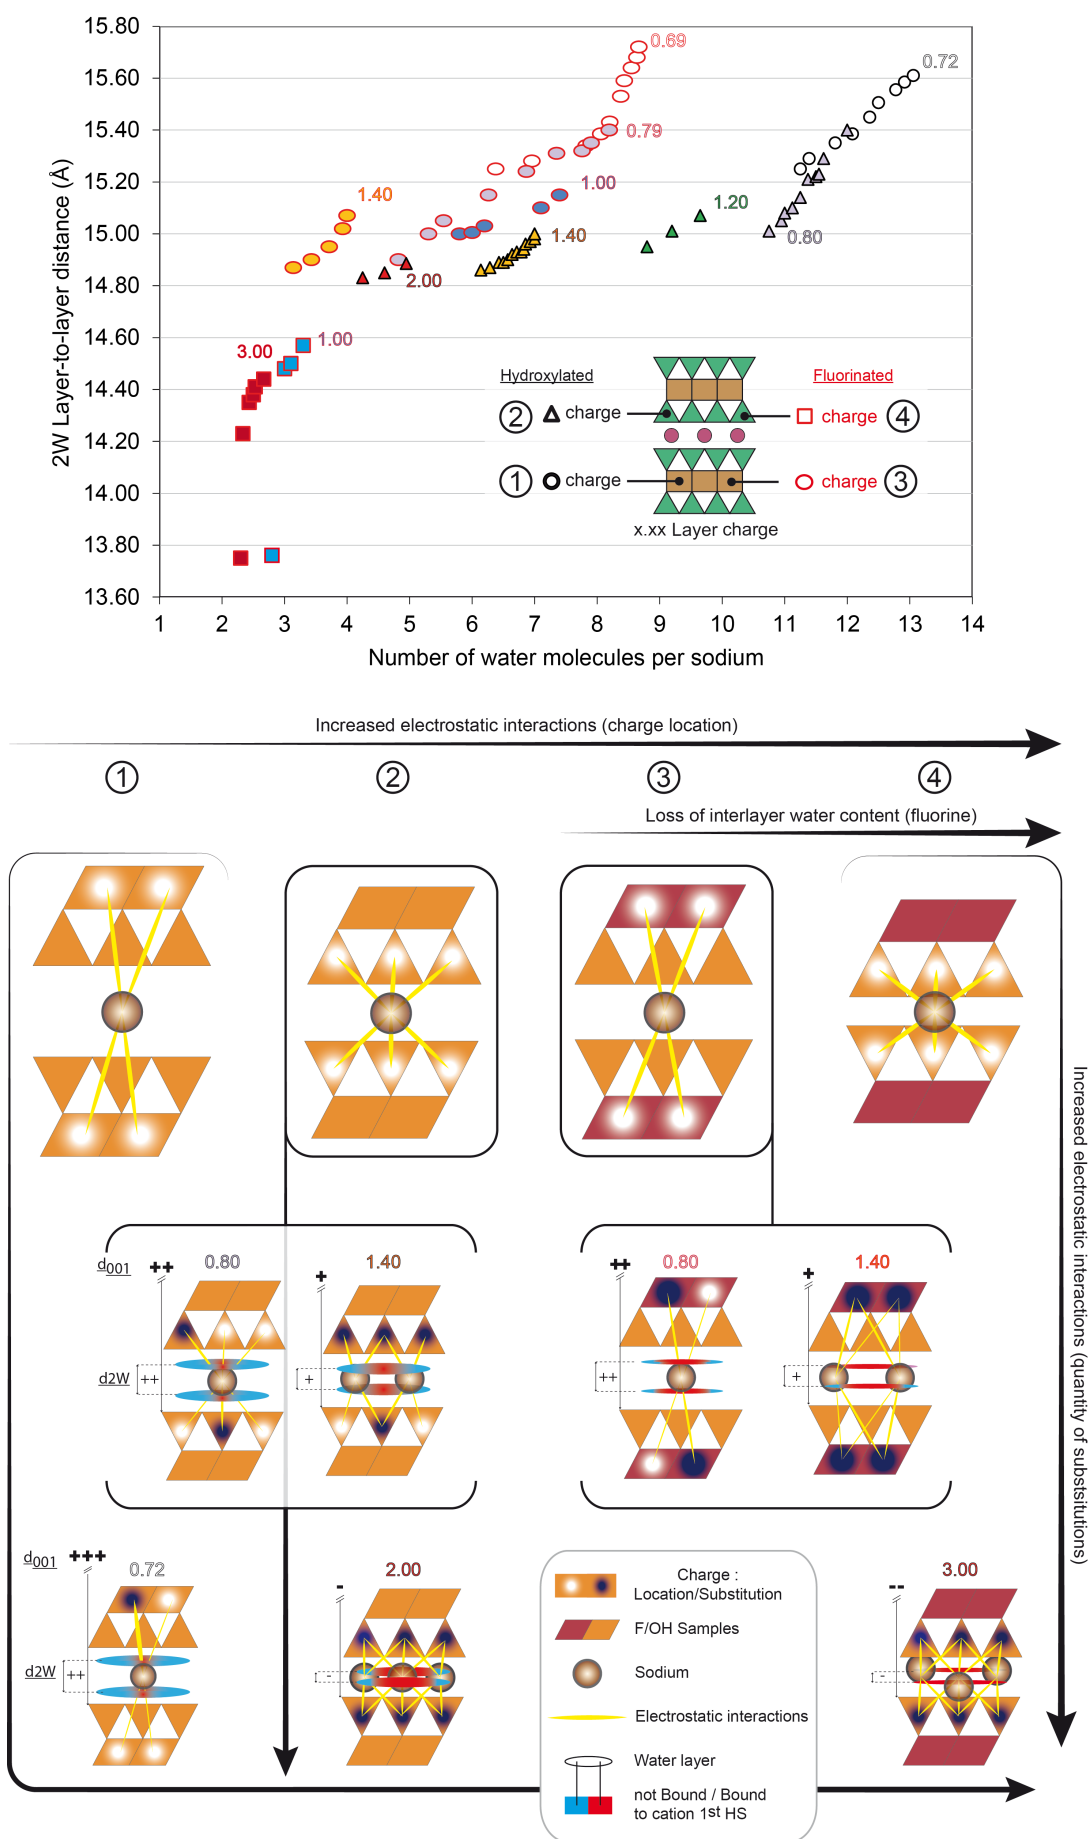 15.80
15.60
15.40
15.20
15.00
14.80
14.60
14.40
14.20
14.00
13.80
13.60
2W Layer-to-layer distance (Å)
0.69
0.72
0.79
1.00
1.40
1.20
1.40
0.80
2.00
1.00
3.00
Hydroxylated
Fluorinated
2 charge
charge 4
1 charge
charge 3
x.xx Layer charge
1 2 3 4 5 6 7 8 9 10 11 12 13 14
Number of water molecules per sodium
Increased electrostatic interactions (charge location)
1 2 3 4
Loss of interlayer water content (fluorine)
Increased electrostatic interactions (quantity of substsitutions)
d001 ++ 0.80 + 1.40
++ 0.80 + 1.40
d2W ++ +
++ +
d001 +++ 0.72
- 2.00
-- 3.00
d2W ++ - -
Charge :
Location/Substitution
F/OH Samples
Sodium
Electrostatic interactions
Water layer
not Bound / Bound
to cation 1st HS